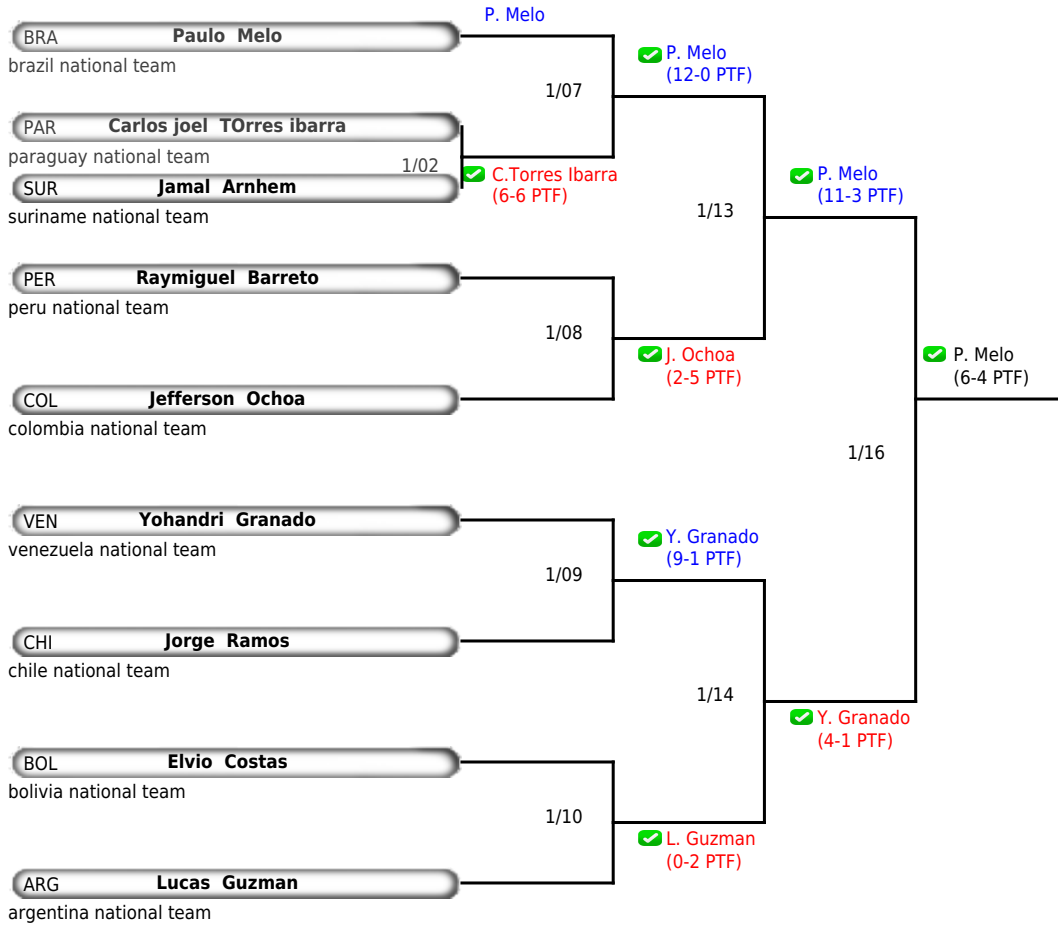 P. Melo
BRA Paulo Melo
brazil national team
P. Melo
(12-0 PTF)
1/07
PAR Carlos joel TOrres ibarra
paraguay national team
1/02
C.Torres Ibarra
(6-6 PTF)
SUR Jamal Arnhem
suriname national team
P. Melo
(11-3 PTF)
1/13
PER Raymiguel Barreto
peru national team
1/08
J. Ochoa
(2-5 PTF)
P. Melo
(6-4 PTF)
COL Jefferson Ochoa
colombia national team
1/16
VEN Yohandri Granado
venezuela national team
Y. Granado
(9-1 PTF)
1/09
CHI Jorge Ramos
chile national team
1/14
Y. Granado
(4-1 PTF)
BOL Elvio Costas
bolivia national team
1/10
L. Guzman
(0-2 PTF)
ARG Lucas Guzman
argentina national team